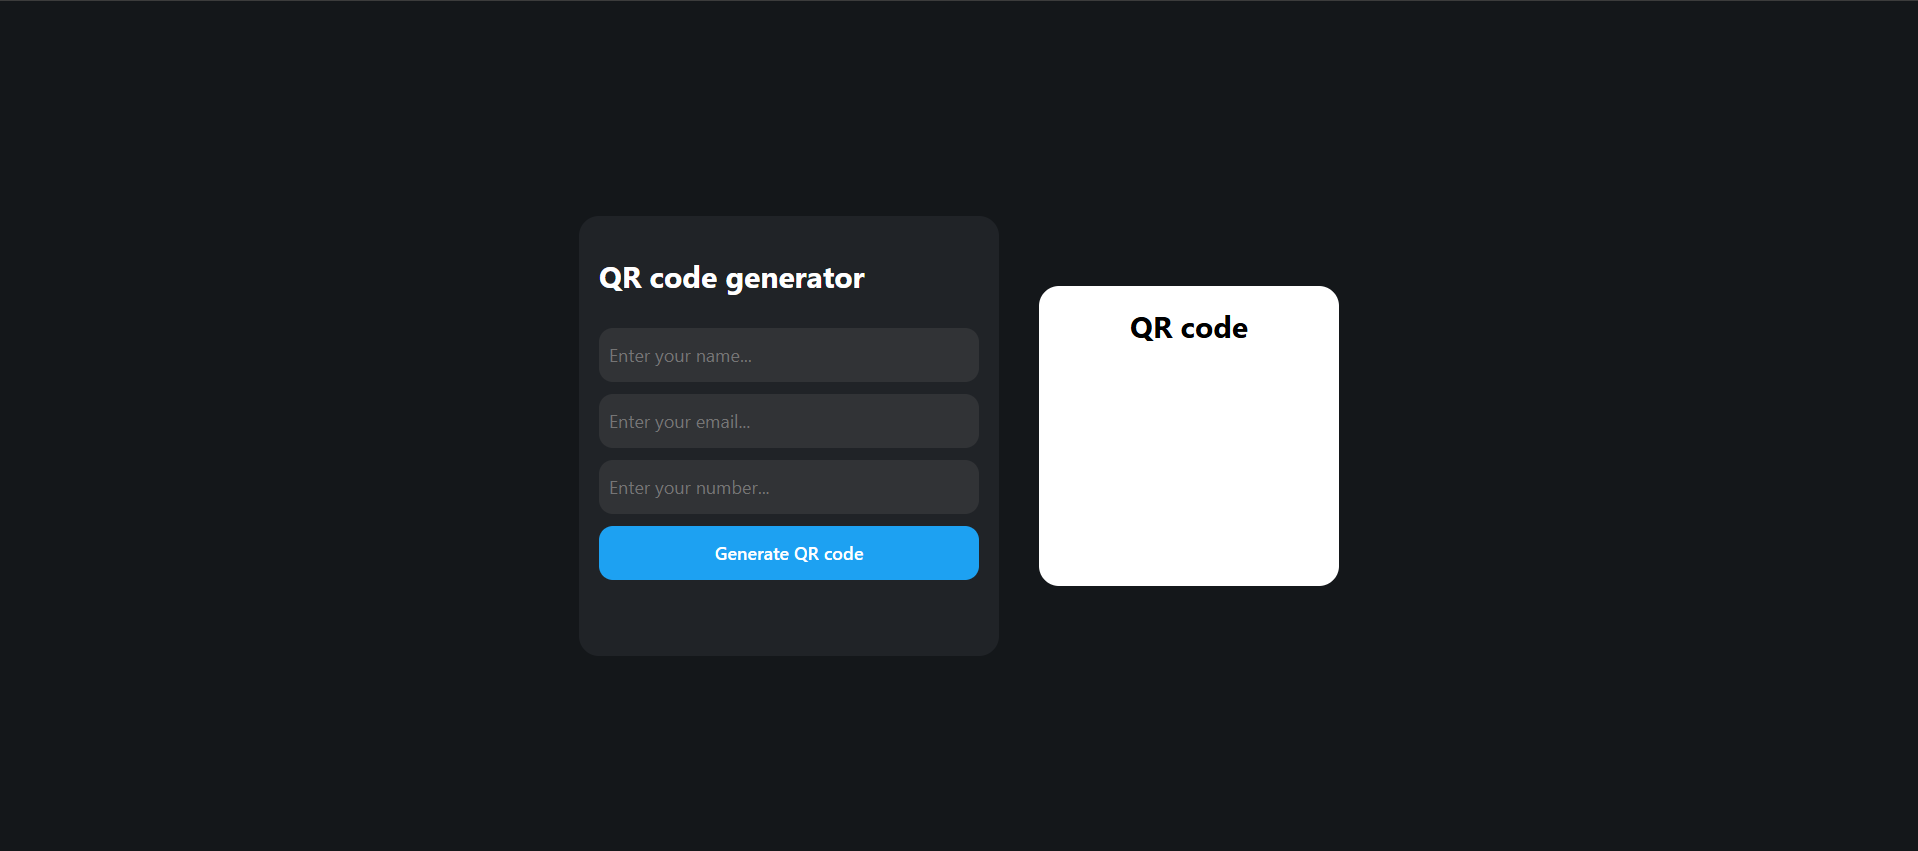 QR code generator
Enter your name...
Enter your email...
Enter your number...
Generate QR code
QR code